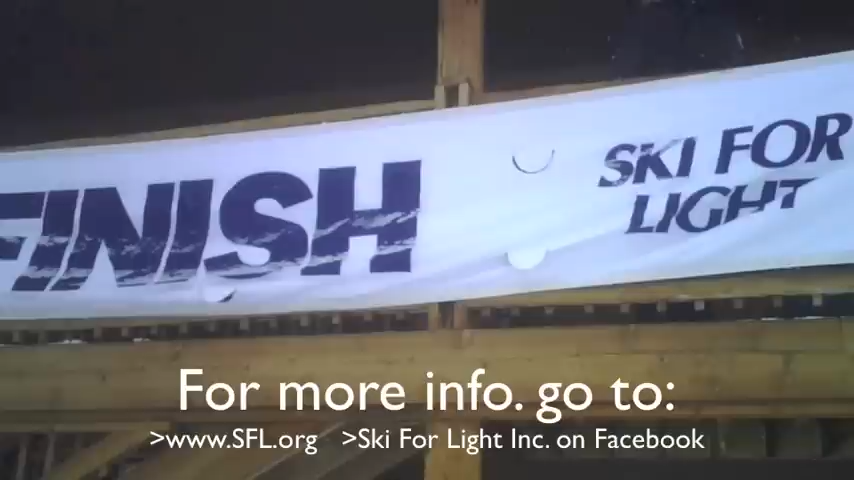 FINISH
SKI FOR
LIGHT
For more info. go to:
>www.SFL.org >Ski For Light Inc. on Facebook